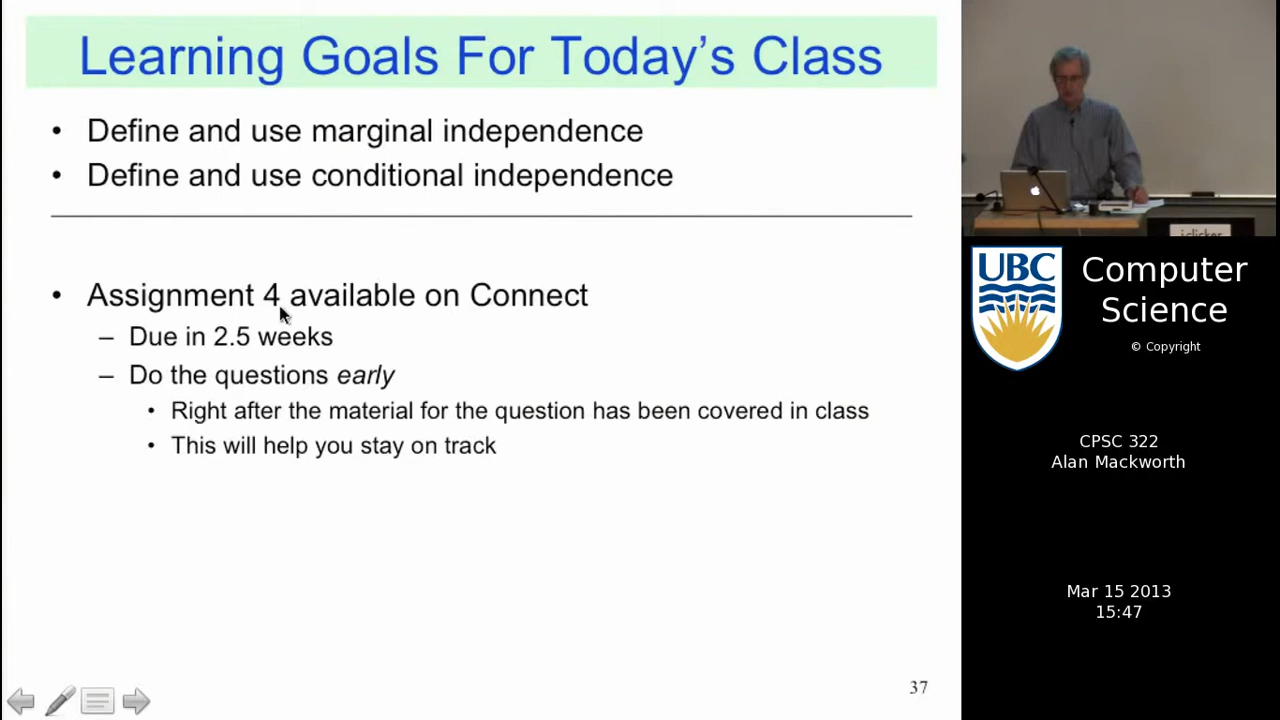 Learning Goals For Today's Class
• Define and use marginal independence
• Define and use conditional independence
• Assignment 4 available on Connect
– Due in 2.5 weeks
– Do the questions early
• Right after the material for the question has been covered in class
• This will help you stay on track
37
i>clicker
UBC
Computer
Science
© Copyright
CPSC 322
Alan Mackworth
Mar 15 2013
15:47